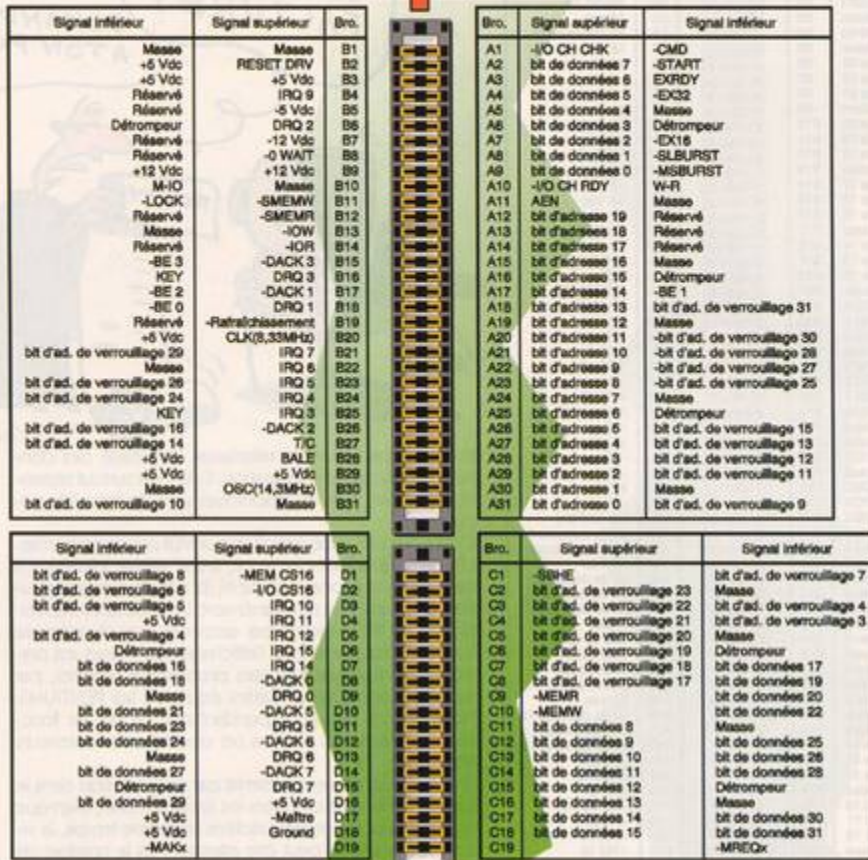 Signal inférieur Signal supérieur Bro.
Masse Masse B1
+5 Vdc RESET DRV B2
+5 Vdc +5 Vdc B3
Réservé IRQ 9 B4
Réservé -5 Vdc B5
Détrompeur DRQ 2 B6
Réservé -12 Vdc B7
Réservé -0 WAIT B8
+12 Vdc +12 Vdc B9
M-IO Masse B10
-LOCK -SMEMW B11
Réservé -SMEMR B12
Masse -IOW B13
Réservé -IOR B14
-BE 3 -DACK 3 B15
KEY DRQ 3 B16
-BE 2 -DACK 1 B17
-BE 0 DRQ 1 B18
Réservé -Rafraîchissement B19
+5 Vdc CLK(8,33MHz) B20
bit d'ad. de verrouillage 29 IRQ 7 B21
Masse IRQ 6 B22
bit d'ad. de verrouillage 26 IRQ 5 B23
bit d'ad. de verrouillage 24 IRQ 4 B24
KEY IRQ 3 B25
bit d'ad. de verrouillage 16 -DACK 2 B26
bit d'ad. de verrouillage 14 T/C B27
+5 Vdc BALE B28
+5 Vdc +5 Vdc B29
Masse OSC(14,3MHz) B30
bit d'ad. de verrouillage 10 Masse B31
Bro. Signal supérieur Signal inférieur
A1 -I/O CH CHK -CMD
A2 bit de données 7 -START
A3 bit de données 6 EXRDY
A4 bit de données 5 -EX32
A5 bit de données 4 Masse
A6 bit de données 3 Détrompeur
A7 bit de données 2 -EX16
A8 bit de données 1 -SLBURST
A9 bit de données 0 -MSBURST
A10 -I/O CH RDY W-R
A11 AEN Masse
A12 bit d'adresse 19 Réservé
A13 bit d'adresse 18 Réservé
A14 bit d'adresse 17 Réservé
A15 bit d'adresse 16 Masse
A16 bit d'adresse 15 Détrompeur
A17 bit d'adresse 14 -BE 1
A18 bit d'adresse 13 bit d'ad. de verrouillage 31
A19 bit d'adresse 12 Masse
A20 bit d'adresse 11 -bit d'ad. de verrouillage 30
A21 bit d'adresse 10 -bit d'ad. de verrouillage 28
A22 bit d'adresse 9 -bit d'ad. de verrouillage 27
A23 bit d'adresse 8 -bit d'ad. de verrouillage 25
A24 bit d'adresse 7 Masse
A25 bit d'adresse 6 Détrompeur
A26 bit d'adresse 5 bit d'ad. de verrouillage 15
A27 bit d'adresse 4 bit d'ad. de verrouillage 13
A28 bit d'adresse 3 bit d'ad. de verrouillage 12
A29 bit d'adresse 2 bit d'ad. de verrouillage 11
A30 bit d'adresse 1 Masse
A31 bit d'adresse 0 bit d'ad. de verrouillage 9
Signal inférieur Signal supérieur Bro.
bit d'ad. de verrouillage 8 -MEM CS16 D1
bit d'ad. de verrouillage 6 -I/O CS16 D2
bit d'ad. de verrouillage 5 IRQ 10 D3
+5 Vdc IRQ 11 D4
bit d'ad. de verrouillage 4 IRQ 12 D5
Détrompeur IRQ 15 D6
bit de données 16 IRQ 14 D7
bit de données 18 -DACK 0 D8
Masse DRQ 0 D9
bit de données 21 -DACK 5 D10
bit de données 23 DRQ 5 D11
bit de données 24 -DACK 6 D12
Masse DRQ 6 D13
bit de données 27 -DACK 7 D14
Détrompeur DRQ 7 D15
bit de données 29 +5 Vdc D16
+5 Vdc -Maître D17
+5 Vdc Ground D18
-MAKx D19
Bro. Signal supérieur Signal inférieur
C1 -SBHE bit d'ad. de verrouillage 7
C2 bit d'ad. de verrouillage 23 Masse
C3 bit d'ad. de verrouillage 22 bit d'ad. de verrouillage 4
C4 bit d'ad. de verrouillage 21 bit d'ad. de verrouillage 3
C5 bit d'ad. de verrouillage 20 Masse
C6 bit d'ad. de verrouillage 19 Détrompeur
C7 bit d'ad. de verrouillage 18 bit de données 17
C8 bit d'ad. de verrouillage 17 bit de données 19
C9 -MEMR bit de données 20
C10 -MEMW bit de données 22
C11 bit de données 8 Masse
C12 bit de données 9 bit de données 25
C13 bit de données 10 bit de données 26
C14 bit de données 11 bit de données 28
C15 bit de données 12 Détrompeur
C16 bit de données 13 Masse
C17 bit de données 14 bit de données 30
C18 bit de données 15 bit de données 31
C19 -MREQx